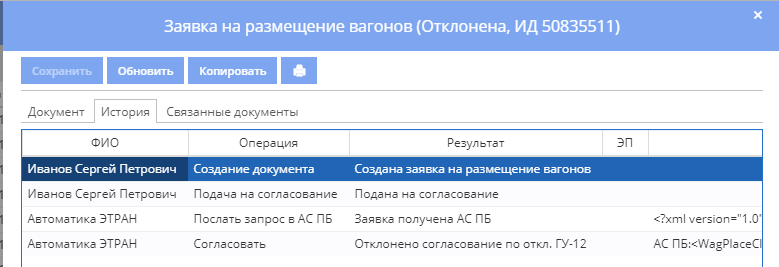 Заявка на размещение вагонов (Отклонена, ИД 50835511)
Сохранить Обновить Копировать
Документ История Связанные документы
ФИО Операция Результат ЭП
Иванов Сергей Петрович Создание документа Создана заявка на размещение вагонов
Иванов Сергей Петрович Подача на согласование Подана на согласование
Автоматика ЭТРАН Послать запрос в АС ПБ Заявка получена АС ПБ <?xml version="1.0"
Автоматика ЭТРАН Согласовать Отклонено согласование по откл. ГУ-12 АС ПБ:<WagPlaceCl